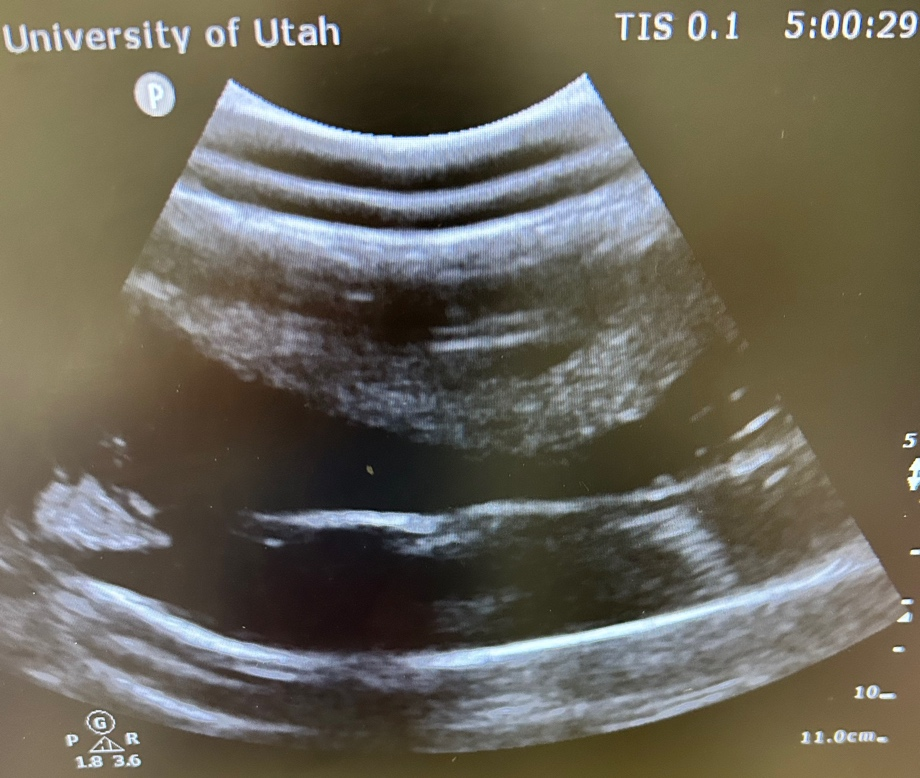 University of Utah
TIS 0.1 5:00:29
P
5
10
11.0cm
G
P R
1.8 3.6